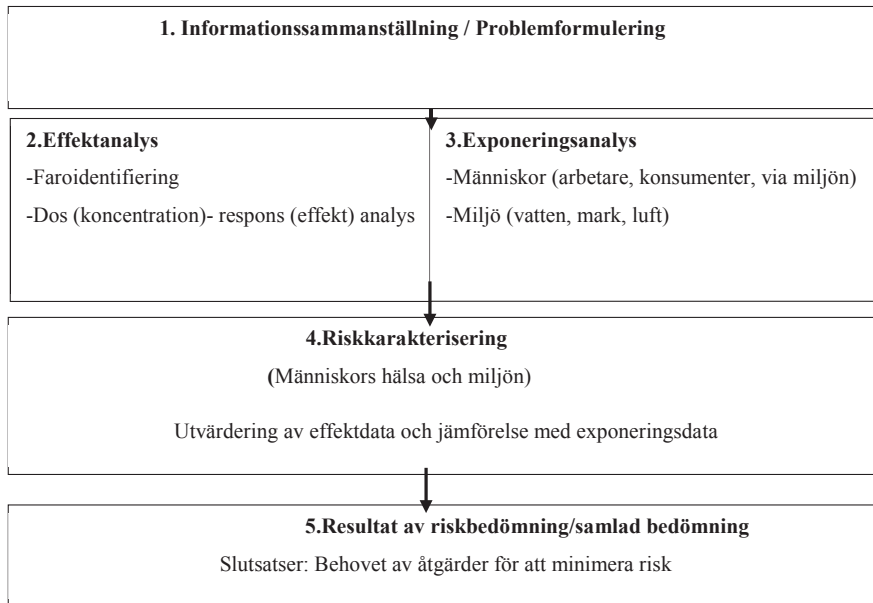 1. Informationssammanställning / Problemformulering
2.Effektanalys
-Faroidentifiering
-Dos (koncentration)- respons (effekt) analys
3.Exponeringsanalys
-Människor (arbetare, konsumenter, via miljön)
-Miljö (vatten, mark, luft)
4.Riskkarakterisering
(Människors hälsa och miljön)
Utvärdering av effektdata och jämförelse med exponeringsdata
5.Resultat av riskbedömning/samlad bedömning
Slutsatser: Behovet av åtgärder för att minimera risk